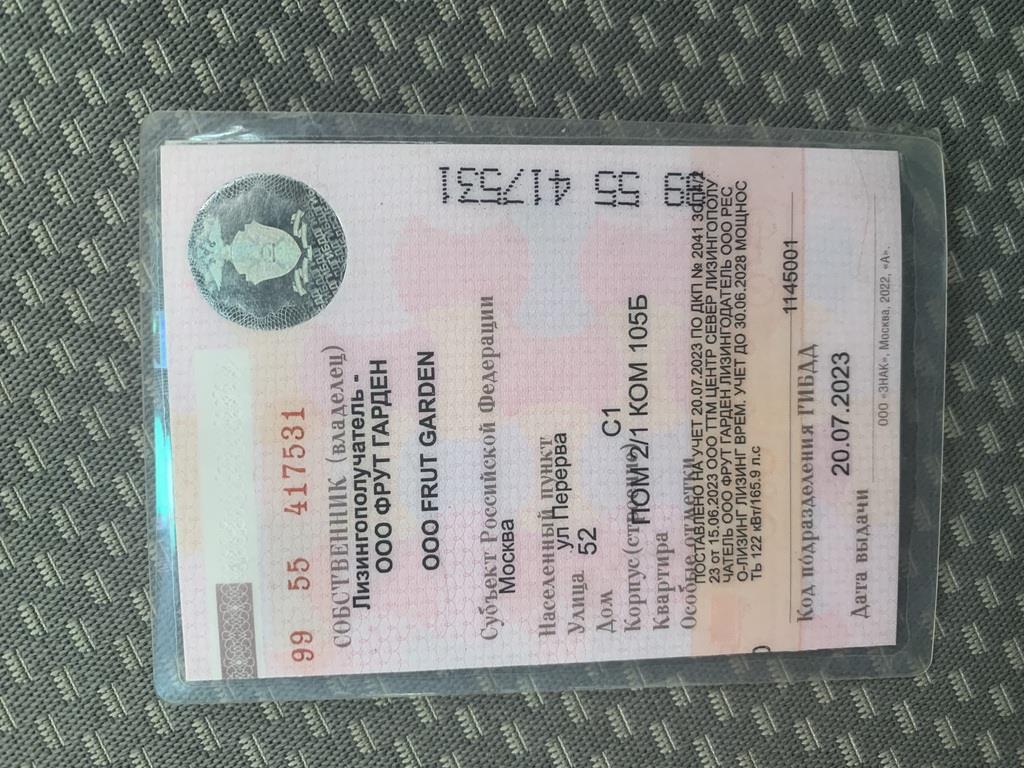 99 55 417531
СОБСТВЕННИК (владелец)
Лизингополучатель -
ООО ФРУТ ГАРДЕН
ООО FRUT GARDEN
Субъект Российской Федерации
Москва
Населенный пункт
Улица ул Перерва
Дом 52
Корпус(строение) С1
Квартира ПОМ 2/1 КОМ 105Б
Особые отметки
ПОСТАВЛЕНО НА УЧЕТ 20.07.2023 ПО ДКП № 2041 ЗОДК/2
23 от 15.06.2023 ООО ТТМ ЦЕНТР СЕВЕР ЛИЗИНГОПОЛУ
ЧАТЕЛЬ ООО ФРУТ ГАРДЕН ЛИЗИНГОДАТЕЛЬ ООО РЕС
О-ЛИЗИНГ ЛИЗИНГ ВРЕМ. УЧЕТ ДО 30.06.2028 МОЩНОС
ТЬ 122 кВт/165.9 л.с
1145001
Код подразделения ГИБДД
Дата выдачи 20.07.2023
ООО «ЗНАК», Москва, 2022, «А».
99 55 417531